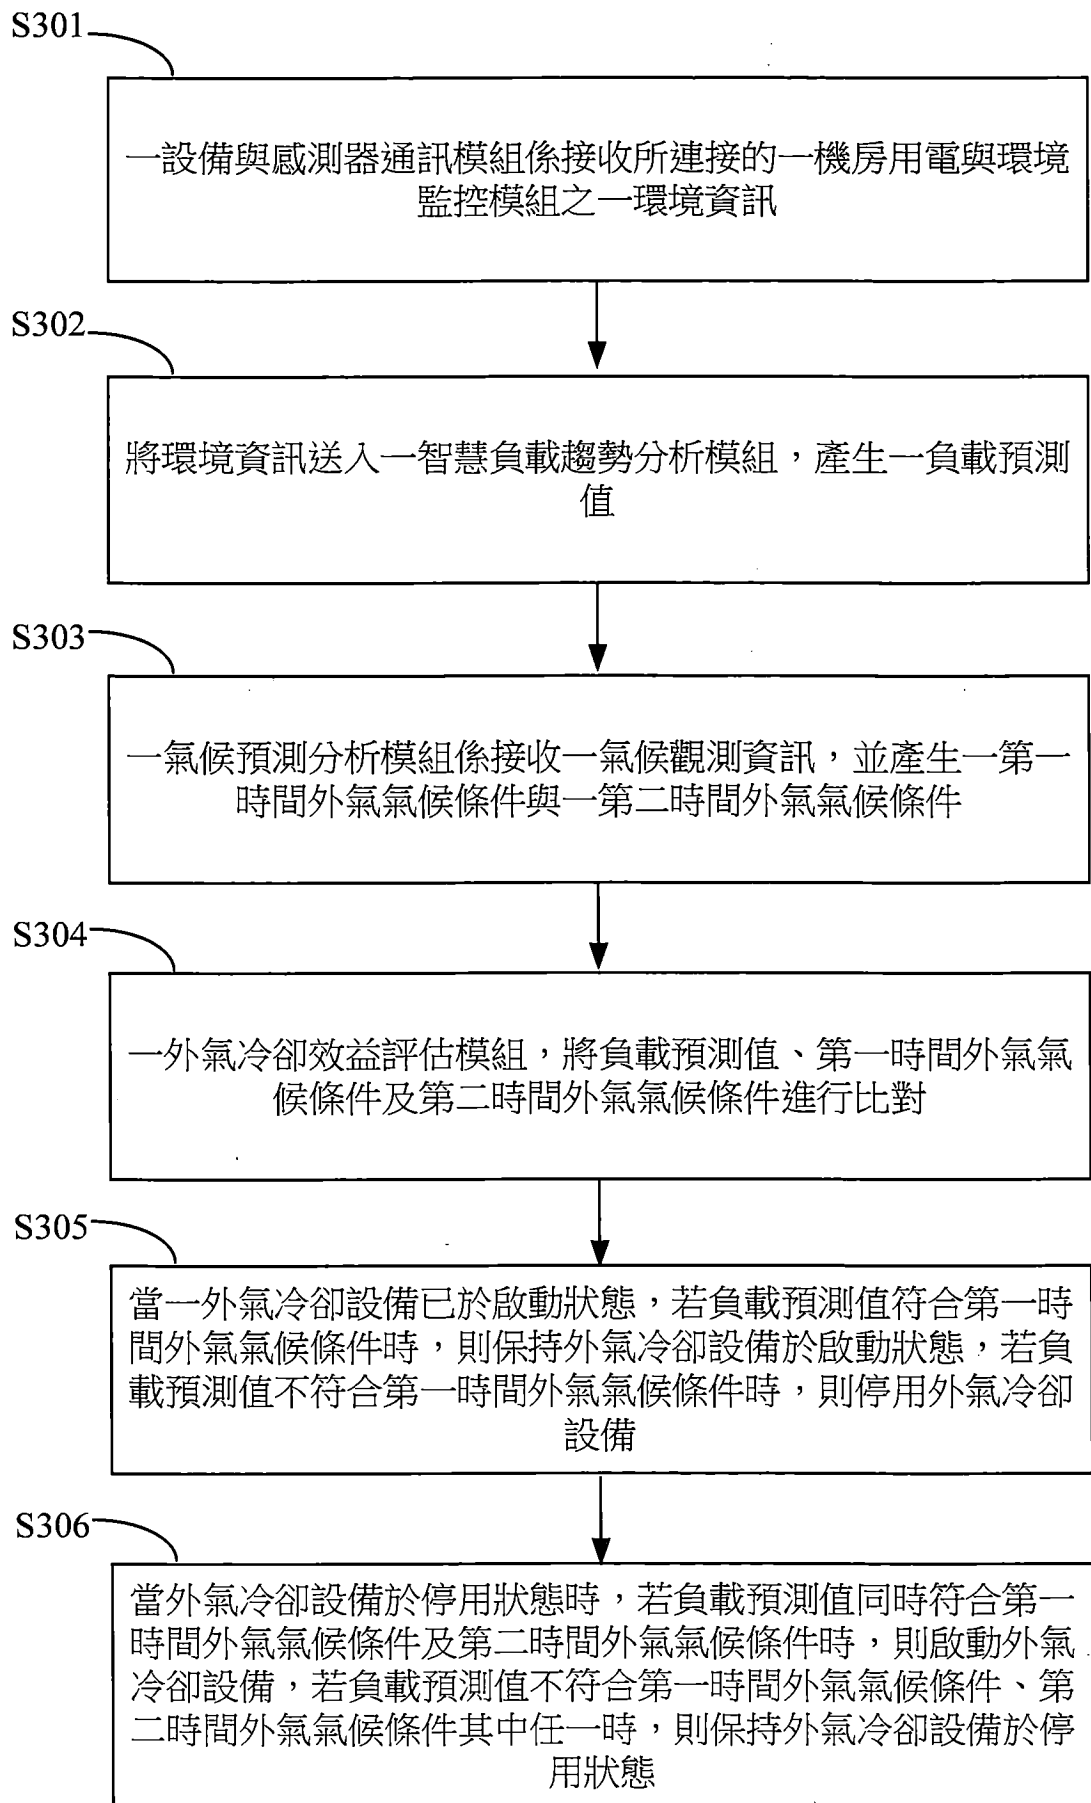 S301
一設備與感測器通訊模組係接收所連接的一機房用電與環境
監控模組之一環境資訊
S302
將環境資訊送入一智慧負載趨勢分析模組,產生一負載預測
值
S303
一氣候預測分析模組係接收一氣候觀測資訊,並產生一第一
時間外氣氣候條件與一第二時間外氣氣候條件
S304
一外氣冷卻效益評估模組,將負載預測值、第一時間外氣氣
候條件及第二時間外氣氣候條件進行比對
S305
當一外氣冷卻設備已於啟動狀態,若負載預測值符合第一時
間外氣氣候條件時,則保持外氣冷卻設備於啟動狀態,若負
載預測值不符合第一時間外氣氣候條件時,則停用外氣冷卻
設備
S306
當外氣冷卻設備於停用狀態時,若負載預測值同時符合第一
時間外氣氣候條件及第二時間外氣氣候條件時,則啟動外氣
冷卻設備,若負載預測值不符合第一時間外氣氣候條件、第
二時間外氣氣候條件其中任一時,則保持外氣冷卻設備於停
用狀態